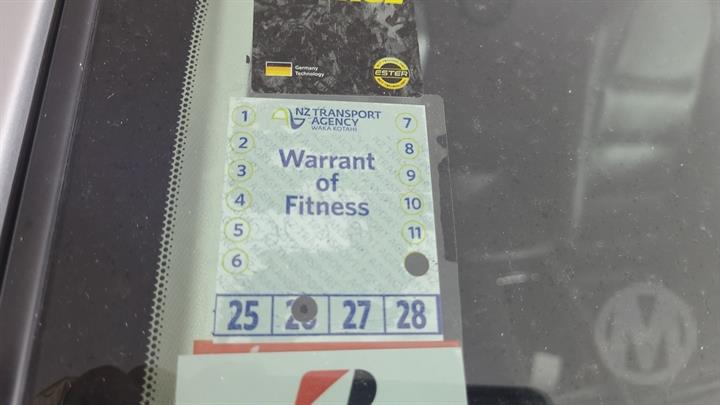 Germany
Technology
ESTER
NZ TRANSPORT
AGENCY
WAKA KOTAHI
1
2
3
4
5
6
7
8
9
10
11
Warrant
of
Fitness
25 26 27 28
M